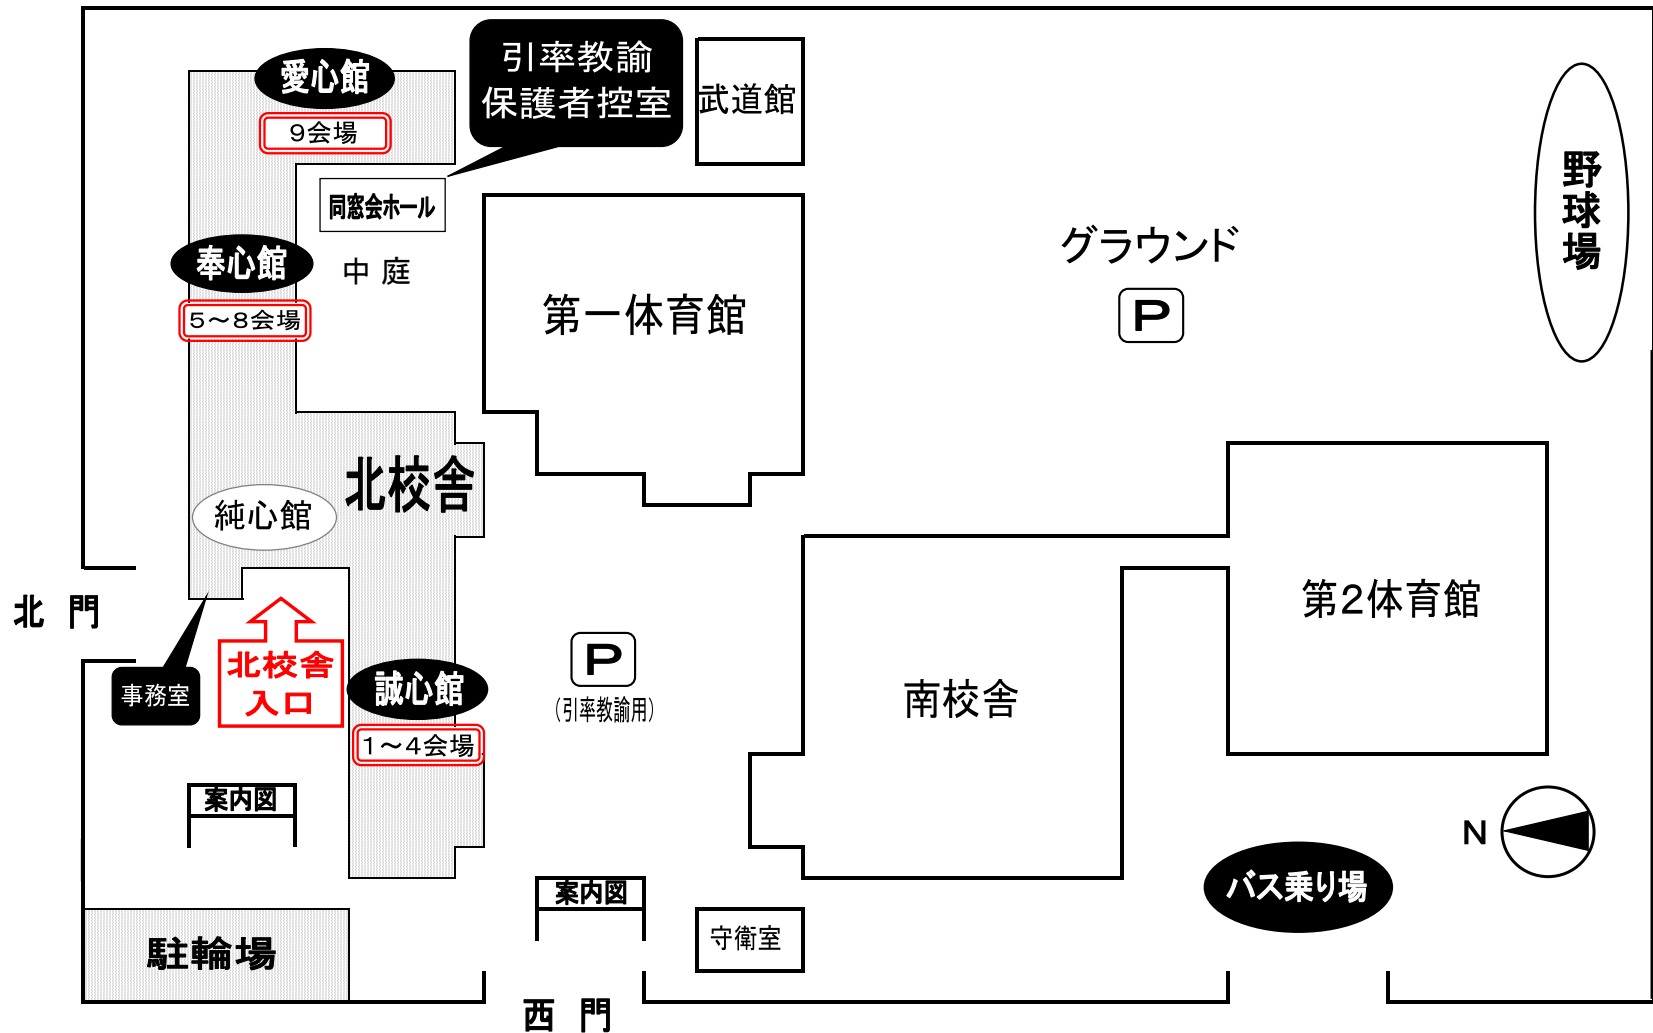 引率教諭
保護者控室
愛心館
9会場
武道館
同窓会ホール
奉心館
5～8会場
中 庭
第一体育館
グラウンド
P
野球場
北校舎
純心館
北 門
事務室
北校舎
入口
誠心館
1～4会場
P
(引率教諭用)
南校舎
第2体育館
案内図
案内図
N
バス乗り場
守衛室
駐輪場
西 門